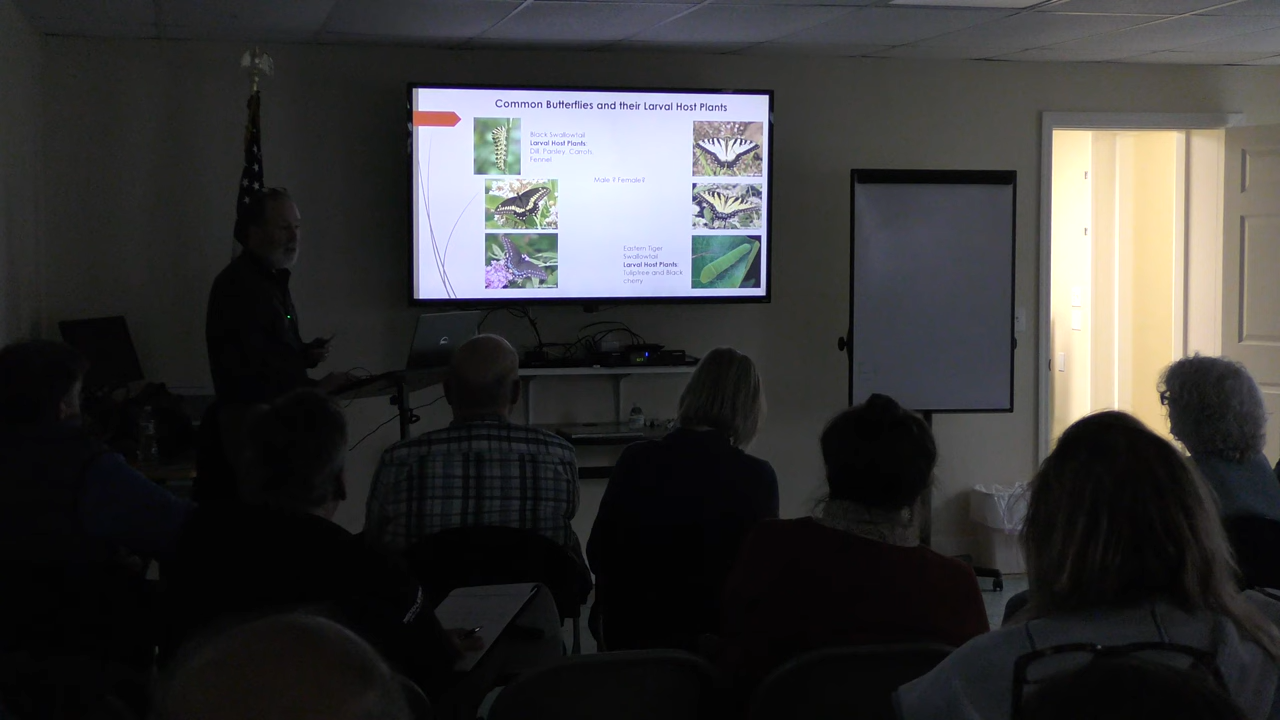 Common Butterflies and their Larval Host Plants
Black Swallowtail
Larval Host Plants:
Dill, Parsley, Carrots,
Fennel
Male ? Female?
Eastern Tiger
Swallowtail
Larval Host Plants:
Tuliptree and Black
cherry